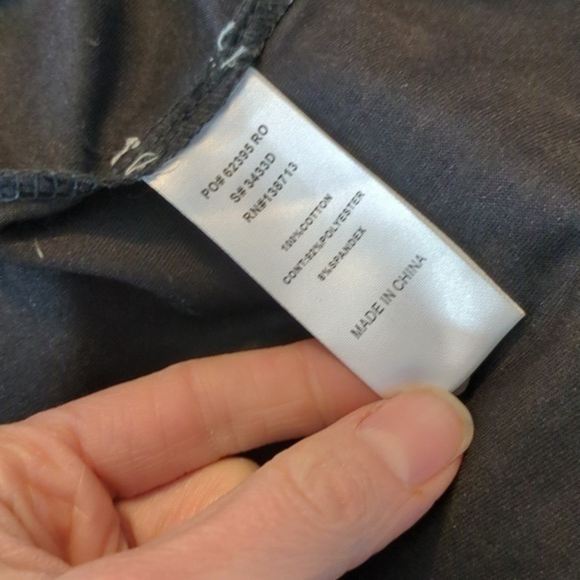 PO# 62395 RO
S# 3433D
RN#138713
100%COTTON
CONT:92%POLYESTER
8%SPANDEX
MADE IN CHINA